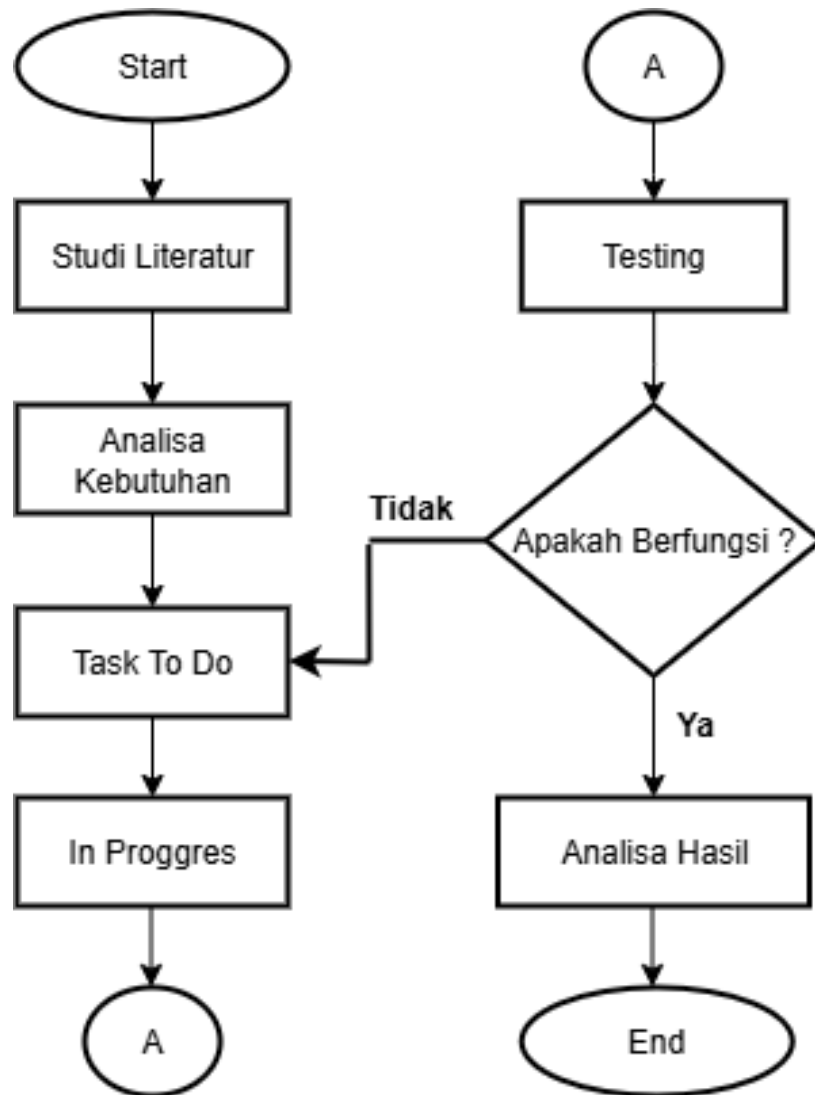 Start
Studi Literatur
Analisa
Kebutuhan
Task To Do
In Proggres
A
A
Testing
Apakah Berfungsi ?
Tidak
Ya
Analisa Hasil
End